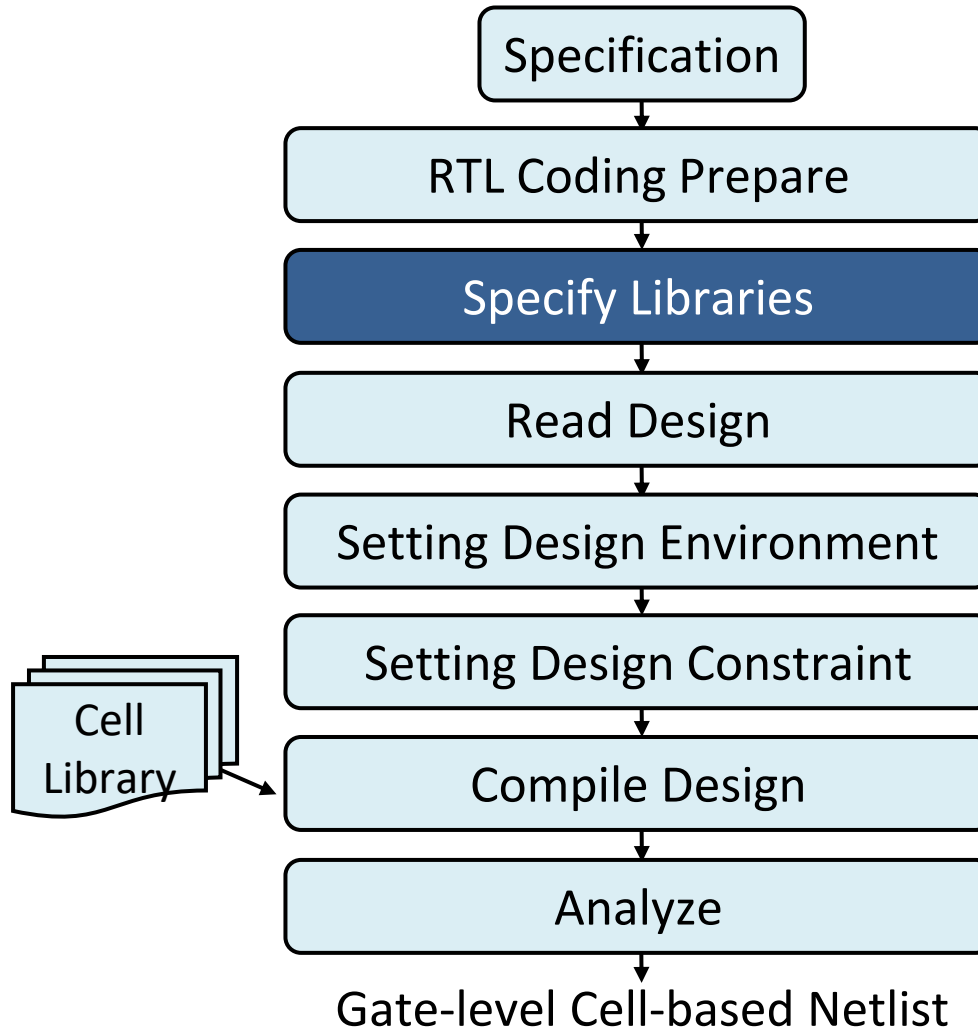 Specification
RTL Coding Prepare
Specify Libraries
Read Design
Setting Design Environment
Setting Design Constraint
Cell
Library
Compile Design
Analyze
Gate-level Cell-based Netlist